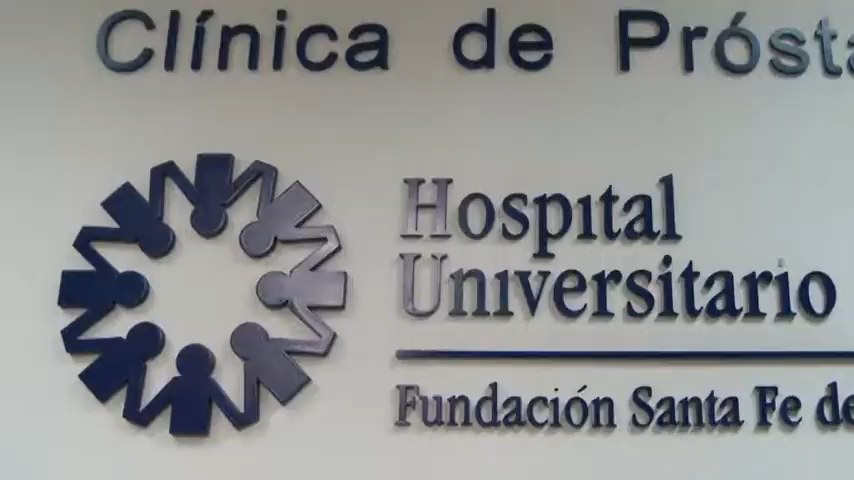 Clínica de Prósta
Hospital
Universitario
Fundación Santa Fe de